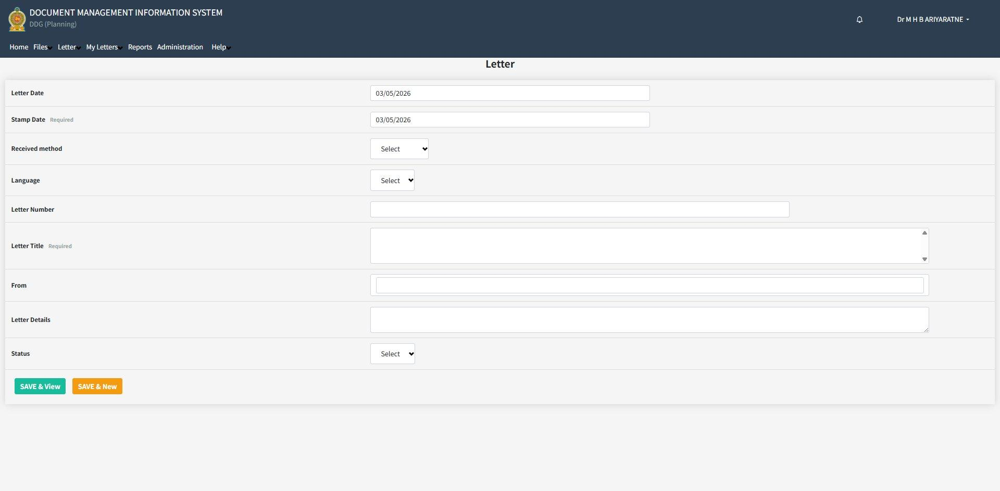 DOCUMENT MANAGEMENT INFORMATION SYSTEM
DDG (Planning)
Dr M H B ARIYARATNE
Home Files Letter My Letters Reports Administration Help
Letter
Letter Date 03/05/2026
Stamp Date Required 03/05/2026
Received method Select
Language Select
Letter Number
Letter Title Required
From
Letter Details
Status Select
SAVE & View SAVE & New